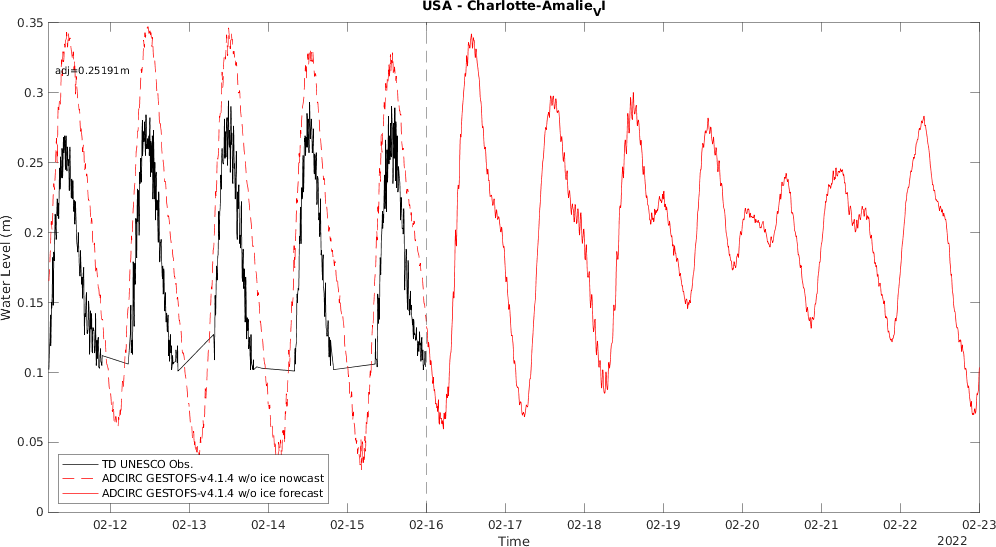 USA - Charlotte-Amalie_VI
0.35
adj=0.25191m
0.3
0.25
0.2
0.15
0.1
0.05
0
Water Level (m)
TD UNESCO Obs.
ADCIRC GESTOFS-v4.1.4 w/o ice nowcast
ADCIRC GESTOFS-v4.1.4 w/o ice forecast
02-12 02-13 02-14 02-15 02-16 02-17 02-18 02-19 02-20 02-21 02-22 02-23
Time
2022